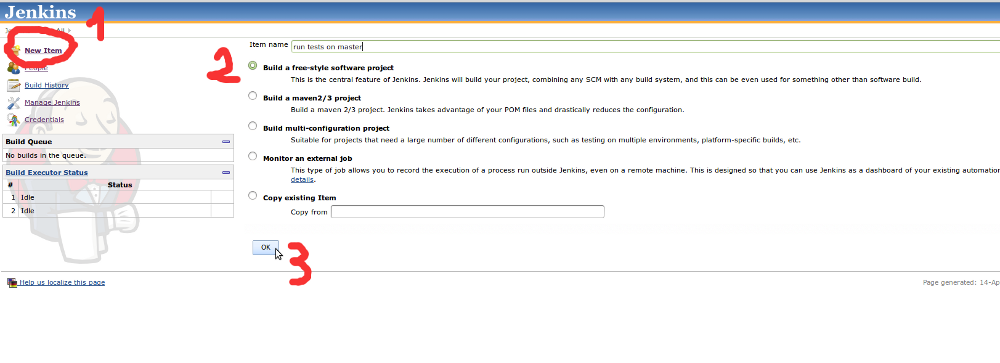 Jenkins
1
All >
New Item
People
Build History
Manage Jenkins
Credentials
Build Queue
No builds in the queue.
Build Executor Status
# Status
1 Idle
2 Idle
Item name run tests on master
2
Build a free-style software project
This is the central feature of Jenkins. Jenkins will build your project, combining any SCM with any build system, and this can be even used for something other than software build.
Build a maven2/3 project
Build a maven 2/3 project. Jenkins takes advantage of your POM files and drastically reduces the configuration.
Build multi-configuration project
Suitable for projects that need a large number of different configurations, such as testing on multiple environments, platform-specific builds, etc.
Monitor an external job
This type of job allows you to record the execution of a process run outside Jenkins, even on a remote machine. This is designed so that you can use Jenkins as a dashboard of your existing automation
details.
Copy existing Item
Copy from
OK
3
Help us localize this page
Page generated: 14-Ap